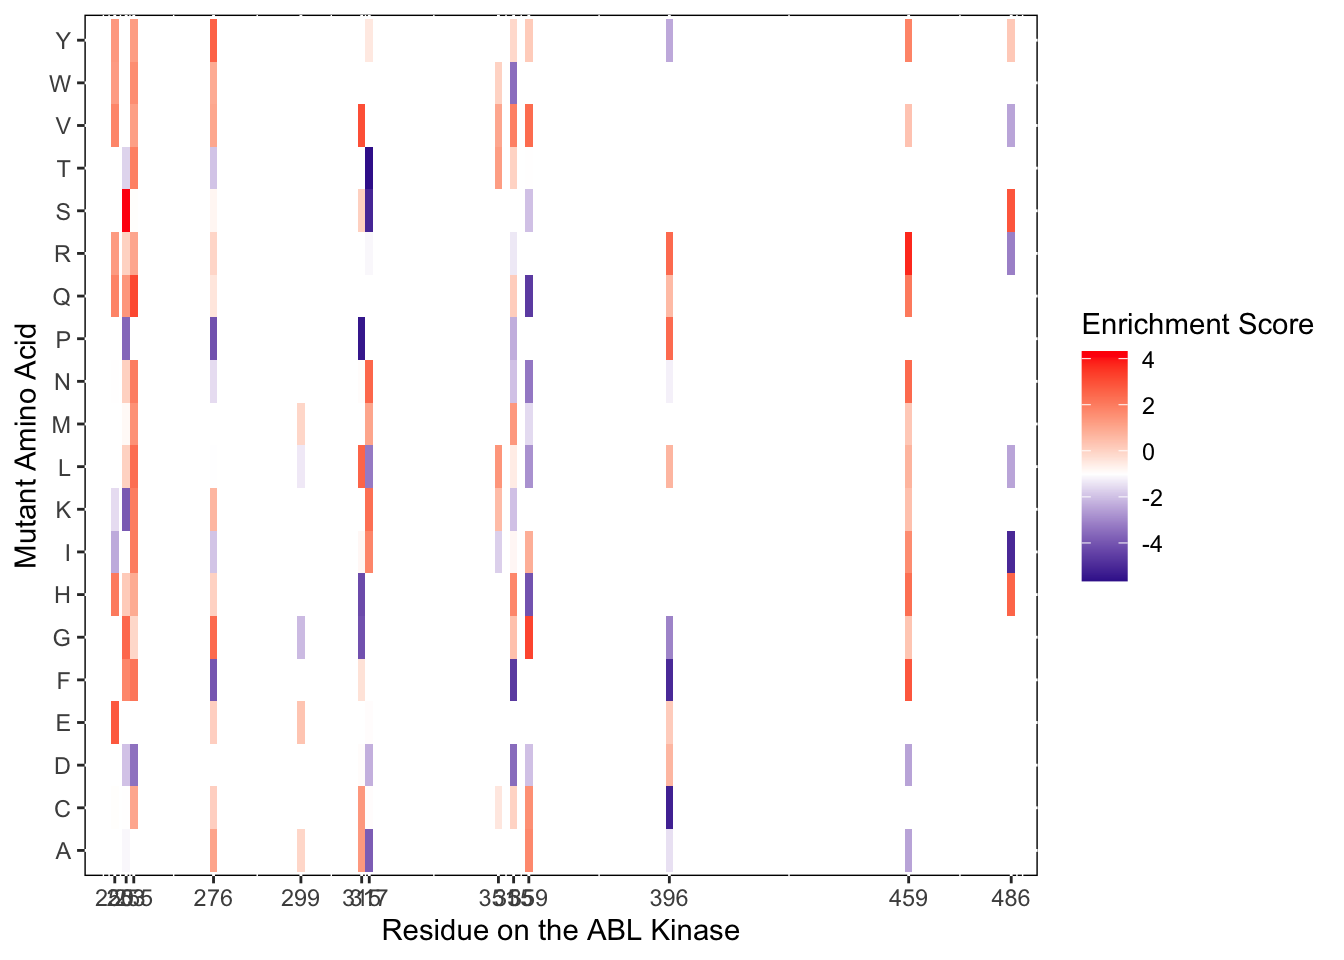 Y
W
V
T
S
R
Q
P
N
M
L
K
I
H
G
F
E
D
C
A
Mutant Amino Acid
276 299 396 459 486
Residue on the ABL Kinase
Enrichment Score
4
2
0
-2
-4